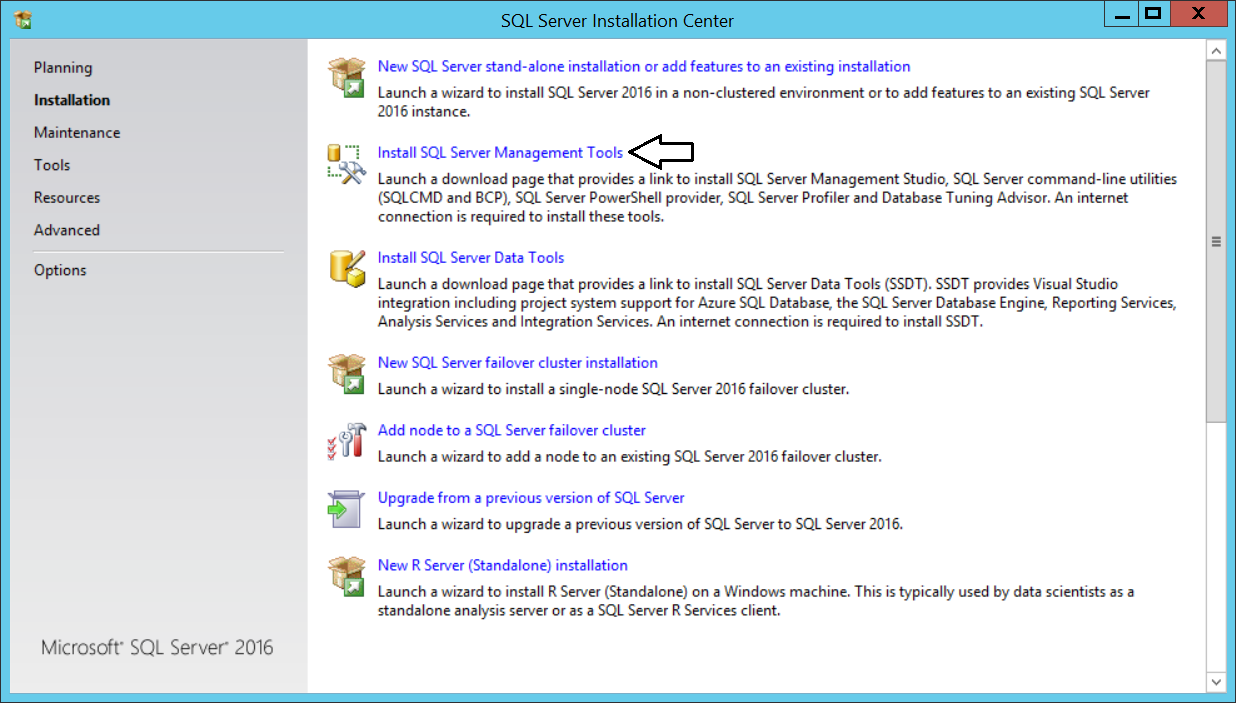 SQL Server Installation Center
Planning
Installation
Maintenance
Tools
Resources
Advanced
Options
Microsoft® SQL Server® 2016
New SQL Server stand-alone installation or add features to an existing installation
Launch a wizard to install SQL Server 2016 in a non-clustered environment or to add features to an existing SQL Server
2016 instance.
Install SQL Server Management Tools
Launch a download page that provides a link to install SQL Server Management Studio, SQL Server command-line utilities
(SQLCMD and BCP), SQL Server PowerShell provider, SQL Server Profiler and Database Tuning Advisor. An internet
connection is required to install these tools.
Install SQL Server Data Tools
Launch a download page that provides a link to install SQL Server Data Tools (SSDT). SSDT provides Visual Studio
integration including project system support for Azure SQL Database, the SQL Server Database Engine, Reporting Services,
Analysis Services and Integration Services. An internet connection is required to install SSDT.
New SQL Server failover cluster installation
Launch a wizard to install a single-node SQL Server 2016 failover cluster.
Add node to a SQL Server failover cluster
Launch a wizard to add a node to an existing SQL Server 2016 failover cluster.
Upgrade from a previous version of SQL Server
Launch a wizard to upgrade a previous version of SQL Server to SQL Server 2016.
New R Server (Standalone) installation
Launch a wizard to install R Server (Standalone) on a Windows machine. This is typically used by data scientists as a
standalone analysis server or as a SQL Server R Services client.